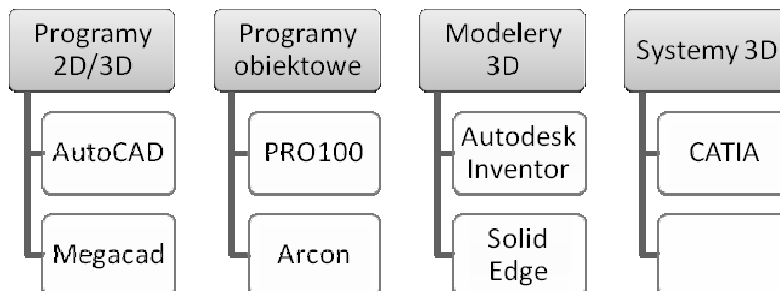 Programy
2D/3D
AutoCAD
Megacad
Programy
obiektowe
PRO100
Arcon
Modelery
3D
Autodesk
Inventor
Solid
Edge
Systemy 3D
CATIA